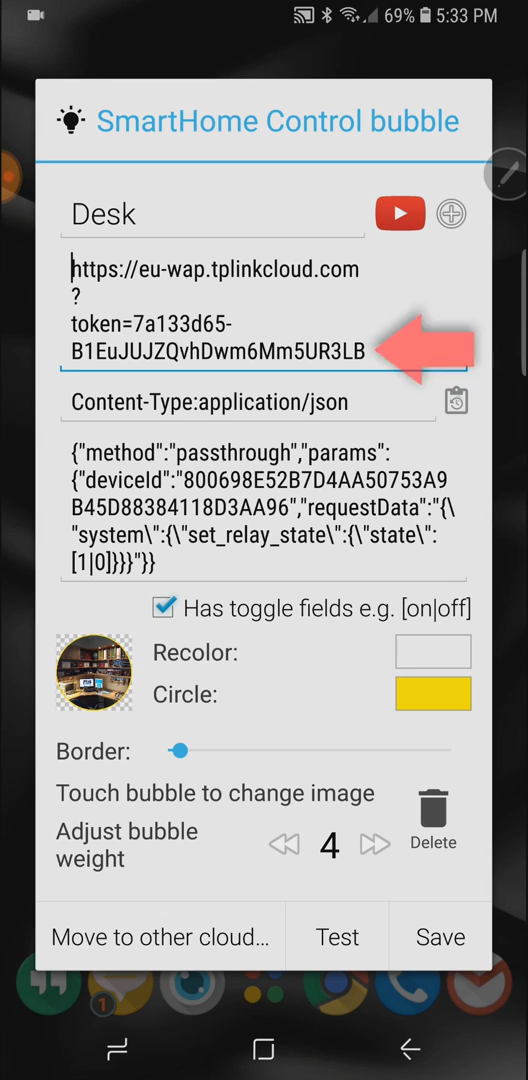 69% 5:33 PM
SmartHome Control bubble
Desk
https://eu-wap.tplinkcloud.com
?
token=7a133d65-
B1EuJUJZQvhDwm6Mm5UR3LB
Content-Type:application/json
{"method":"passthrough","params":
{"deviceId":"800698E52B7D4AA50753A9
B45D88384118D3AA96","requestData":"{\
"system\":{\"set_relay_state\":{\"state\":
[1|0]}}}"}}
Has toggle fields e.g. [on|off]
Recolor:
Circle:
Border:
Touch bubble to change image
Adjust bubble
weight
4
Delete
Move to other cloud...
Test
Save
1